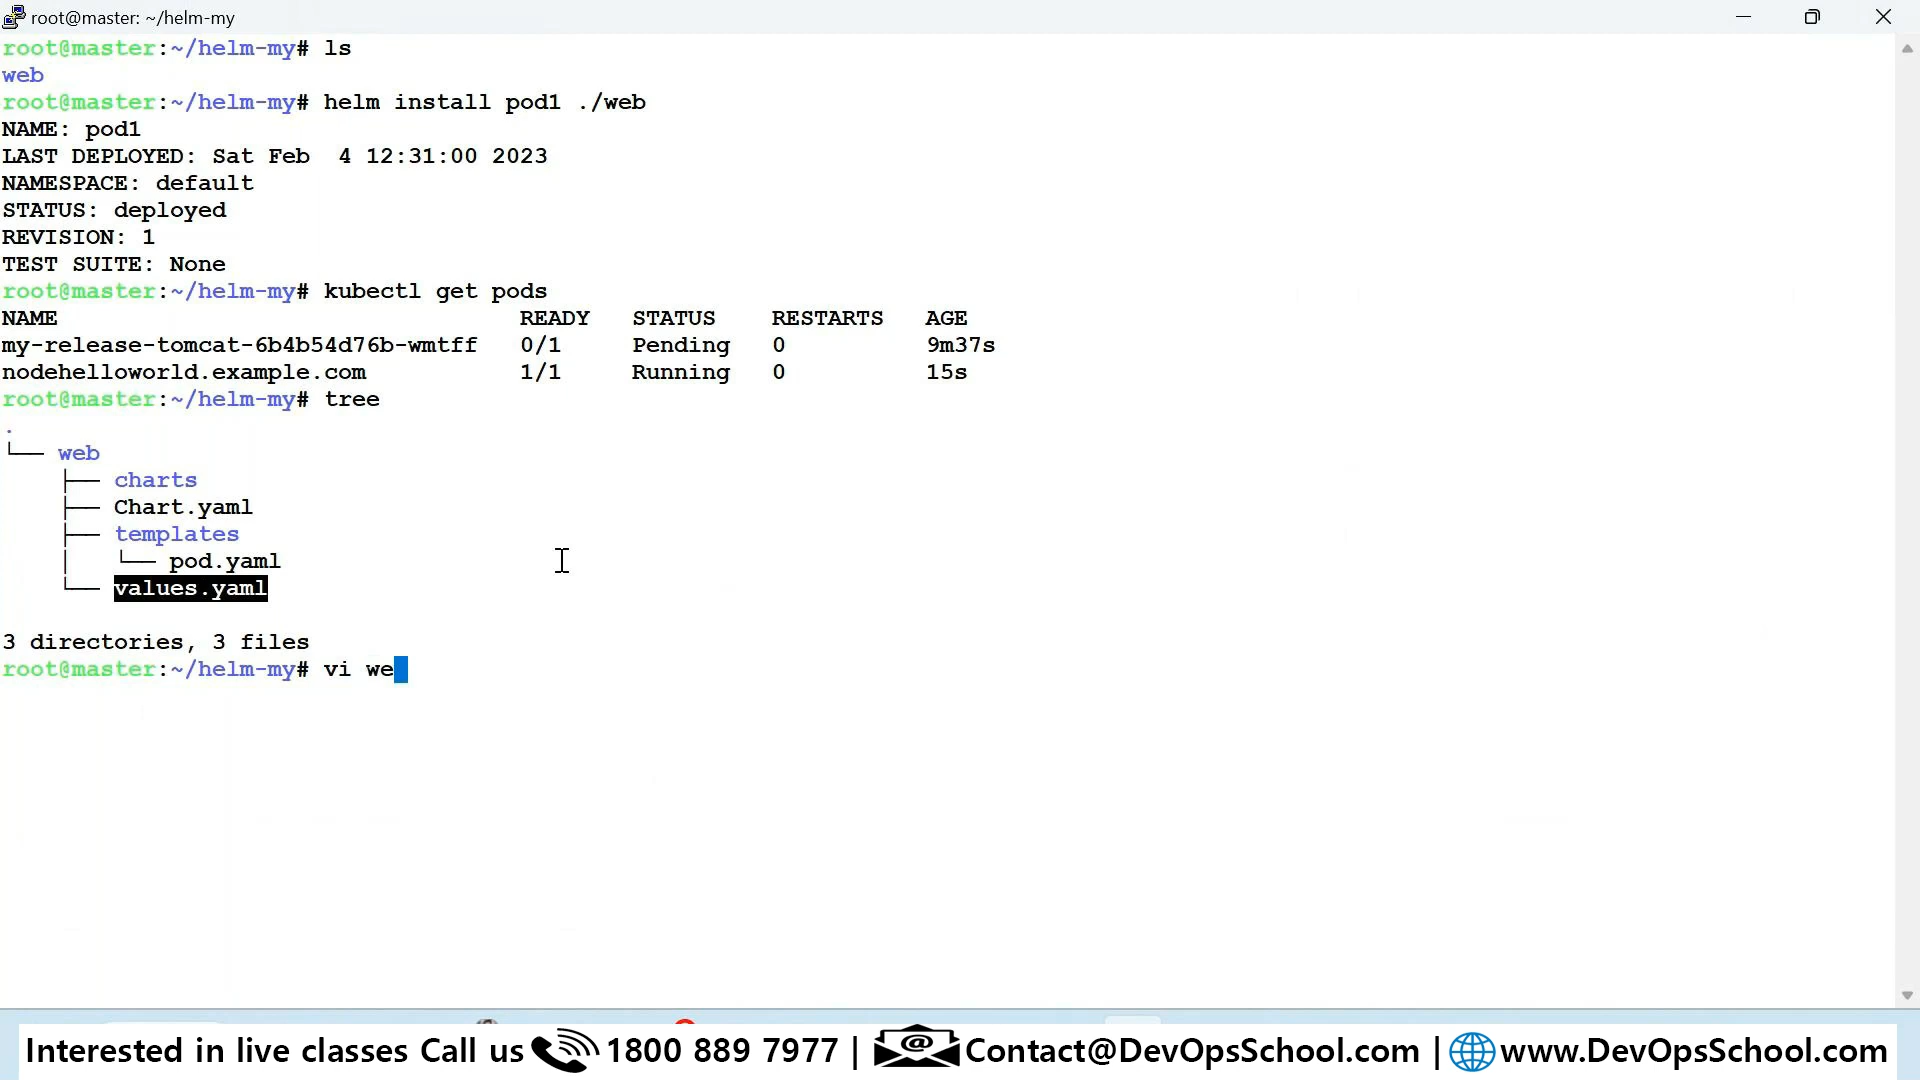 root@master: ~/helm-my
root@master:~/helm-my# ls
web
root@master:~/helm-my# helm install pod1 ./web
NAME: pod1
LAST DEPLOYED: Sat Feb  4 12:31:00 2023
NAMESPACE: default
STATUS: deployed
REVISION: 1
TEST SUITE: None
root@master:~/helm-my# kubectl get pods
NAME                                 READY   STATUS    RESTARTS   AGE
my-release-tomcat-6b4b54d76b-wmtff   0/1     Pending   0          9m37s
nodehelloworld.example.com           1/1     Running   0          15s
root@master:~/helm-my# tree
.
└── web
    ├── charts
    ├── Chart.yaml
    ├── templates
    │   └── pod.yaml
    └── values.yaml
3 directories, 3 files
root@master:~/helm-my# vi we
Interested in live classes Call us 1800 889 7977 | Contact@DevOpsSchool.com | www.DevOpsSchool.com